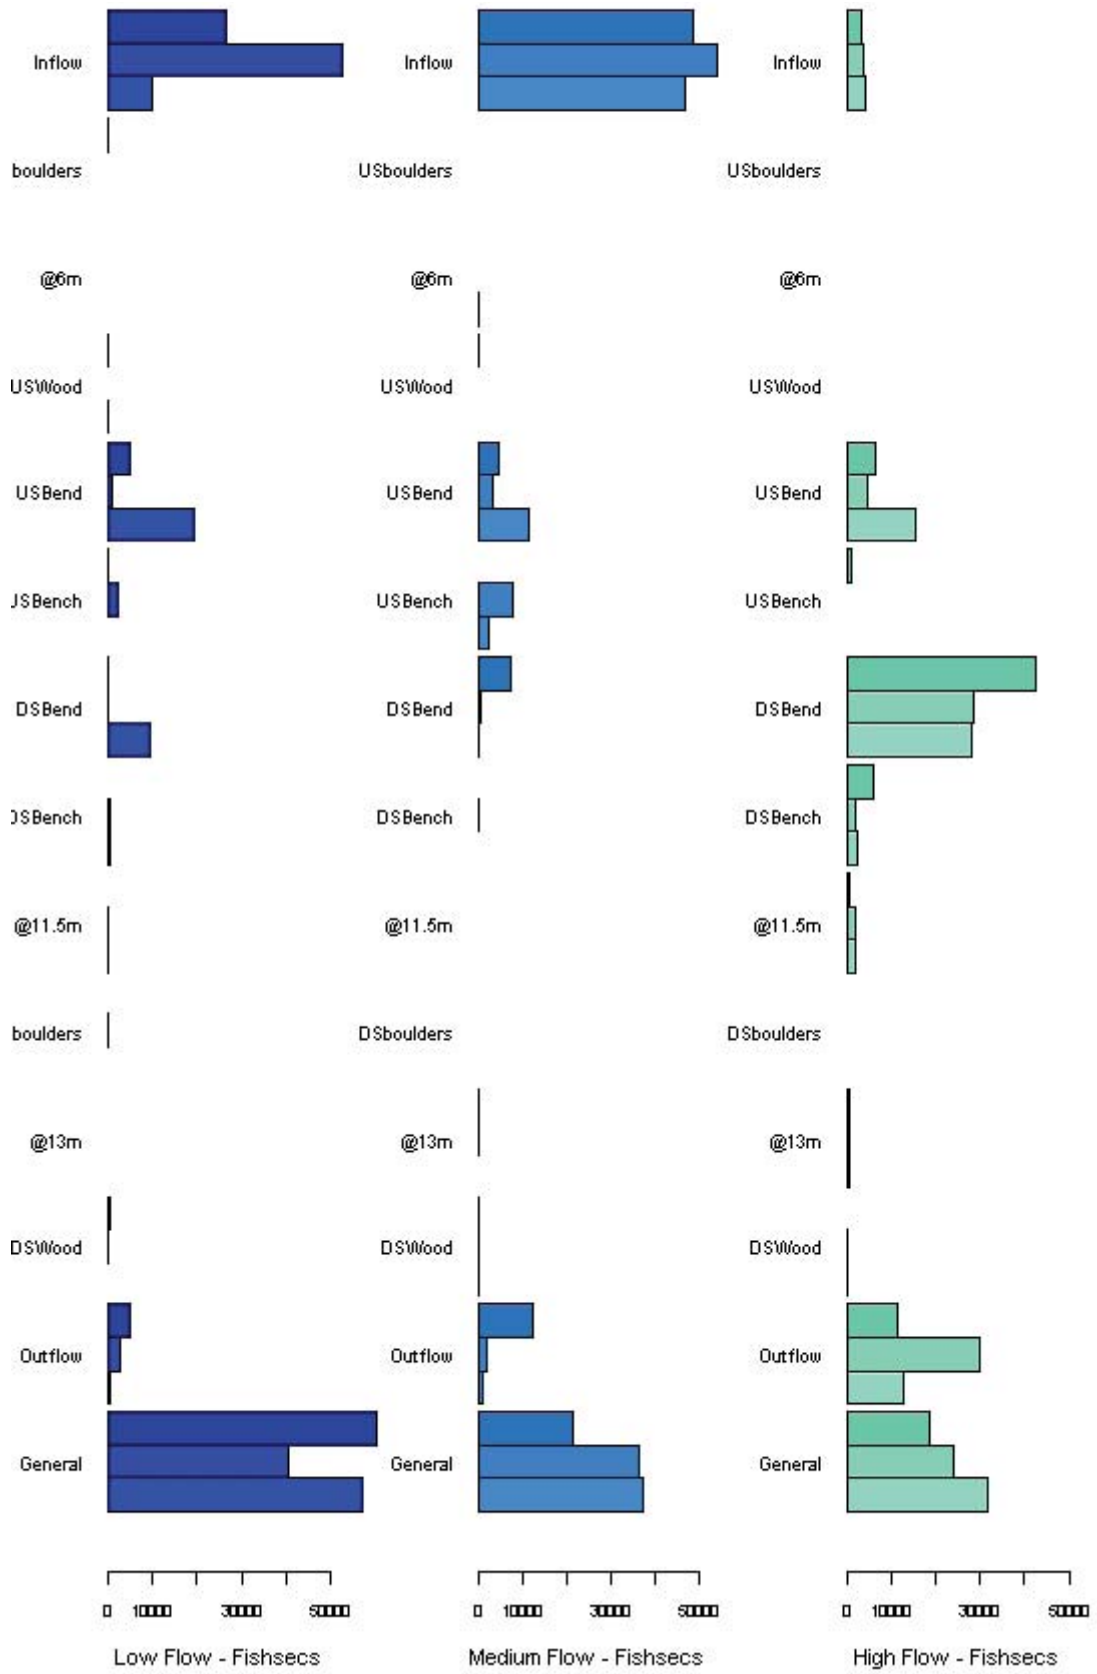 Inflow Inflow Inflow
boulders USboulders USboulders
@6m @6m @6m
USWood USWood USWood
USBend USBend USBend
JSBench USBench USBench
DSBend DSBend DSBend
DSBench DSBench DSBench
@11.5m @11.5m @11.5m
boulders DSboulders DSboulders
@13m @13m @13m
DSWood DSWood DSWood
Outflow Outflow Outflow
General General General
0 10000 30000 50000 0 10000 30000 50000 0 10000 30000 50000
Low Flow - Fishsecs Medium Flow - Fishsecs High Flow - Fishsecs